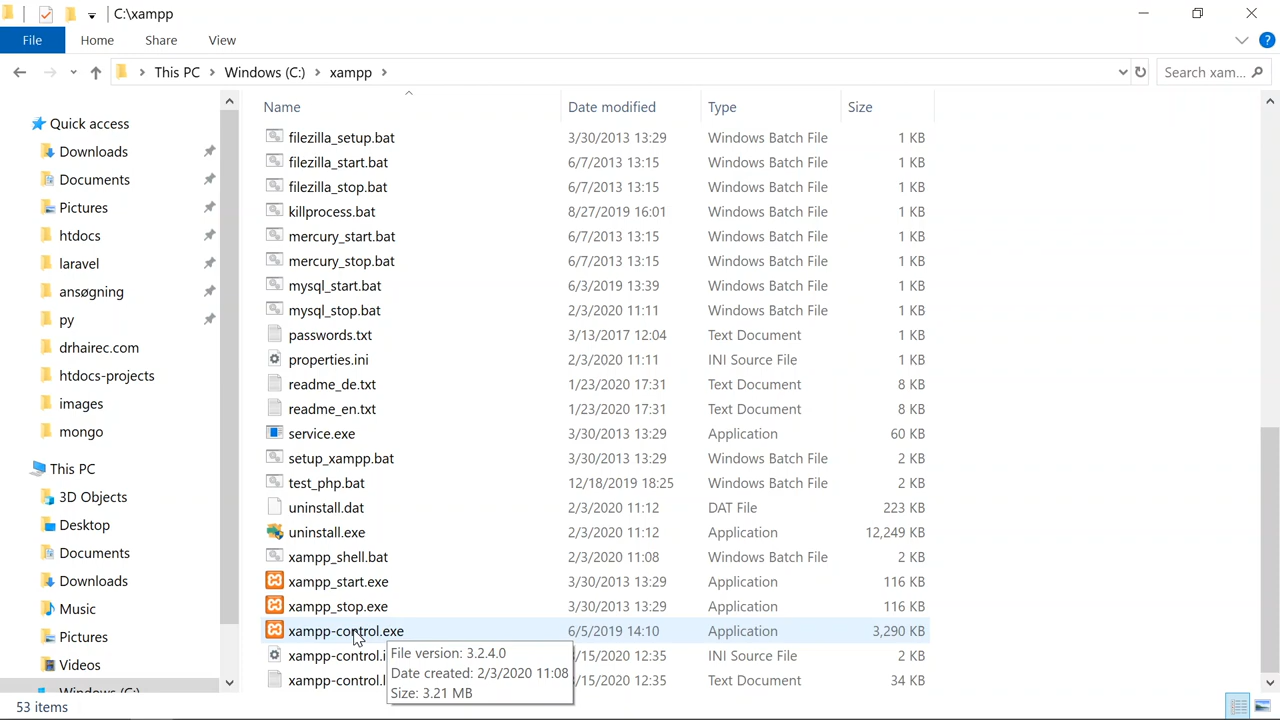 C:\xampp
File Home Share View
This PC Windows (C:) xampp Search xam...
Name Date modified Type Size
Quick access
Downloads
Documents
Pictures
htdocs
laravel
ansøgning
py
drhairec.com
htdocs-projects
images
mongo
This PC
3D Objects
Desktop
Documents
Downloads
Music
Pictures
Videos
Windows (C:)
filezilla_setup.bat 3/30/2013 13:29 Windows Batch File 1 KB
filezilla_start.bat 6/7/2013 13:15 Windows Batch File 1 KB
filezilla_stop.bat 6/7/2013 13:15 Windows Batch File 1 KB
killprocess.bat 8/27/2019 16:01 Windows Batch File 1 KB
mercury_start.bat 6/7/2013 13:15 Windows Batch File 1 KB
mercury_stop.bat 6/7/2013 13:15 Windows Batch File 1 KB
mysql_start.bat 6/3/2019 13:39 Windows Batch File 1 KB
mysql_stop.bat 2/3/2020 11:11 Windows Batch File 1 KB
passwords.txt 3/13/2017 12:04 Text Document 1 KB
properties.ini 2/3/2020 11:11 INI Source File 1 KB
readme_de.txt 1/23/2020 17:31 Text Document 8 KB
readme_en.txt 1/23/2020 17:31 Text Document 8 KB
service.exe 3/30/2013 13:29 Application 60 KB
setup_xampp.bat 3/30/2013 13:29 Windows Batch File 2 KB
test_php.bat 12/18/2019 18:25 Windows Batch File 2 KB
uninstall.dat 2/3/2020 11:12 DAT File 223 KB
uninstall.exe 2/3/2020 11:12 Application 12,249 KB
xampp_shell.bat 2/3/2020 11:08 Windows Batch File 2 KB
xampp_start.exe 3/30/2013 13:29 Application 116 KB
xampp_stop.exe 3/30/2013 13:29 Application 116 KB
xampp-control.exe 6/5/2019 14:10 Application 3,290 KB
xampp-control.i /15/2020 12:35 INI Source File 2 KB
xampp-control.l /15/2020 12:35 Text Document 34 KB
File version: 3.2.4.0
Date created: 2/3/2020 11:08
Size: 3.21 MB
53 items